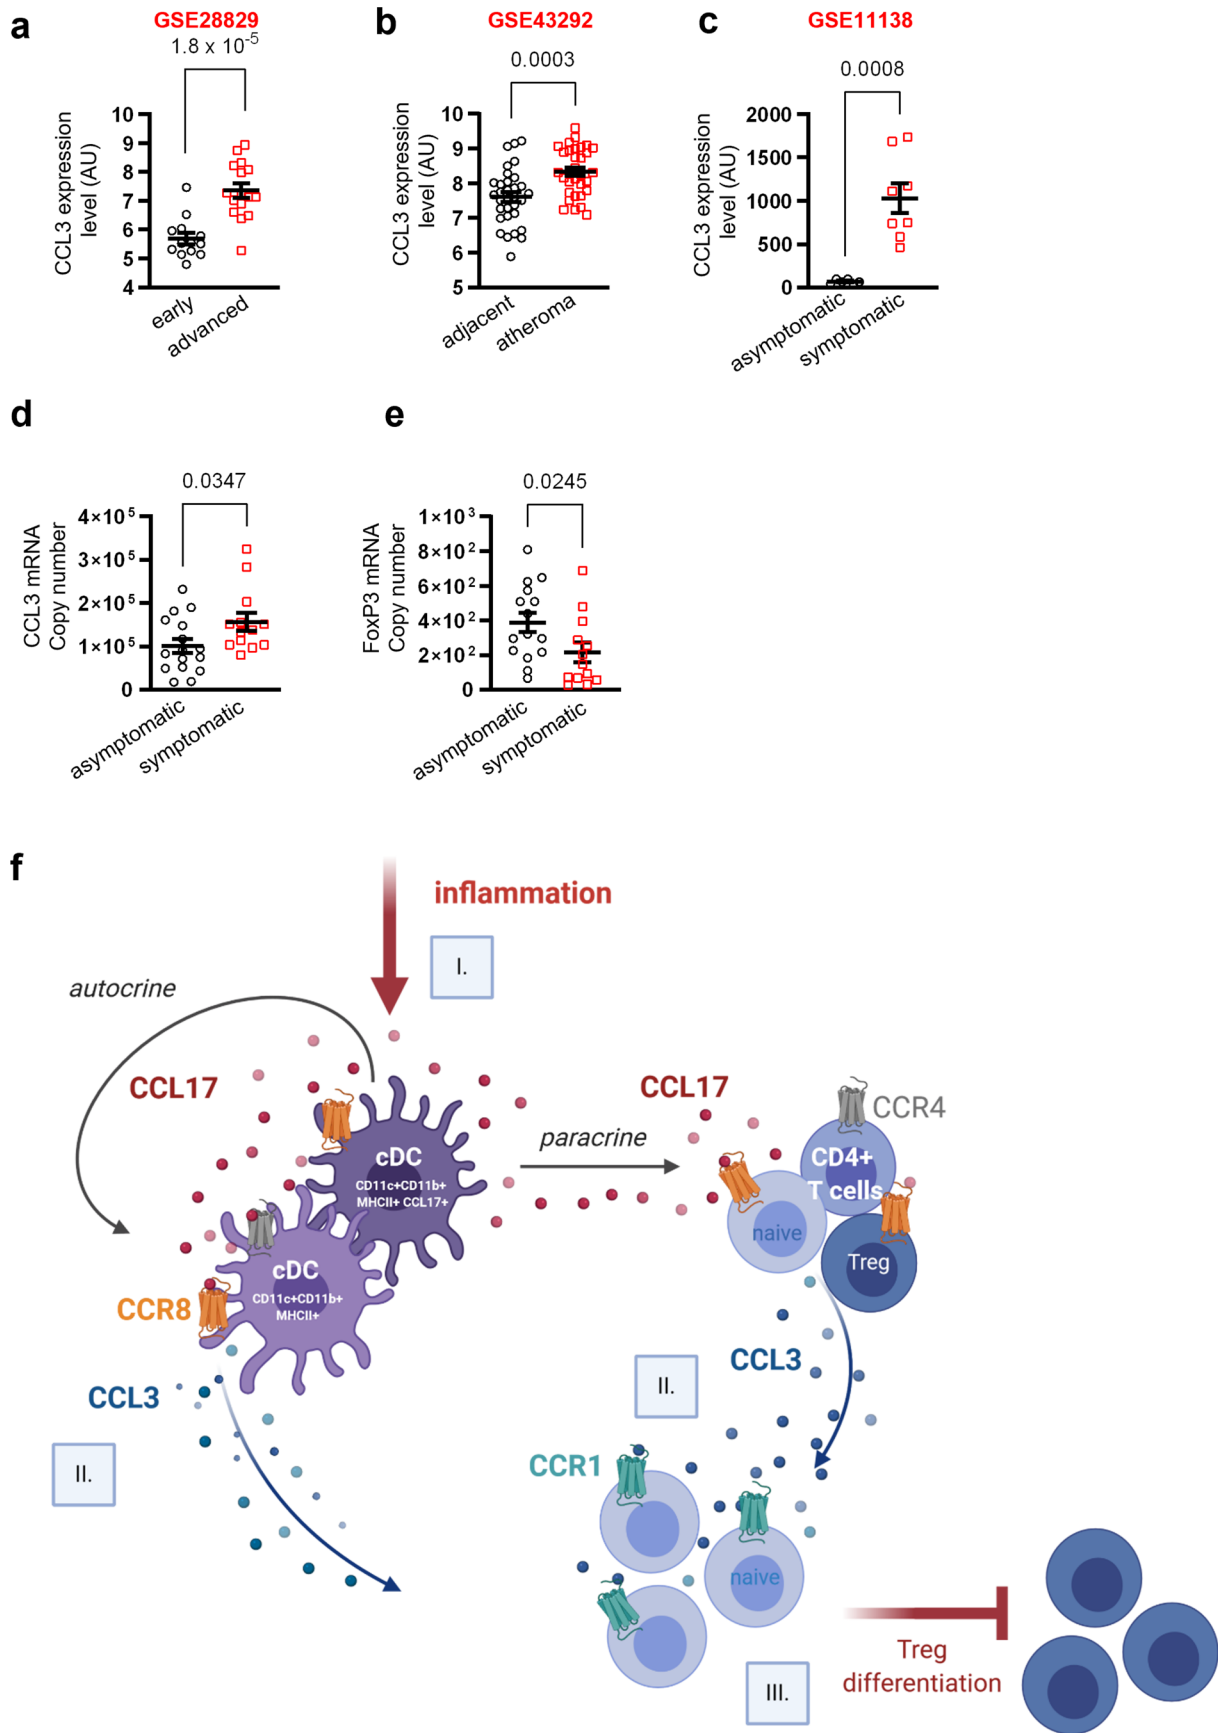 a
GSE28829
1.8 x 10-5
CCL3 expression
level (AU)
10
9
8
7
6
5
4
early
advanced
b
GSE43292
0.0003
CCL3 expression
level (AU)
10
9
8
7
6
5
adjacent
atheroma
c
GSE11138
0.0008
CCL3 expression
level (AU)
2000
1500
1000
500
0
asymptomatic
symptomatic
d
0.0347
CCL3 mRNA
Copy number
4×10⁵
3×10⁵
2×10⁵
1×10⁵
0
asymptomatic
symptomatic
e
0.0245
FoxP3 mRNA
Copy number
1×10³
8×10²
6×10²
4×10²
2×10²
0
asymptomatic
symptomatic
f
inflammation
I.
autocrine
CCL17
cDC
CD11c+CD11b+
MHCII+ CCL17+
paracrine
CCL17
CCR4
CD4+
T cells
naive
Treg
cDC
CD11c+CD11b+
MHCII+
CCR8
CCL3
II.
CCL3
II.
CCR1
naive
Treg
differentiation
III.